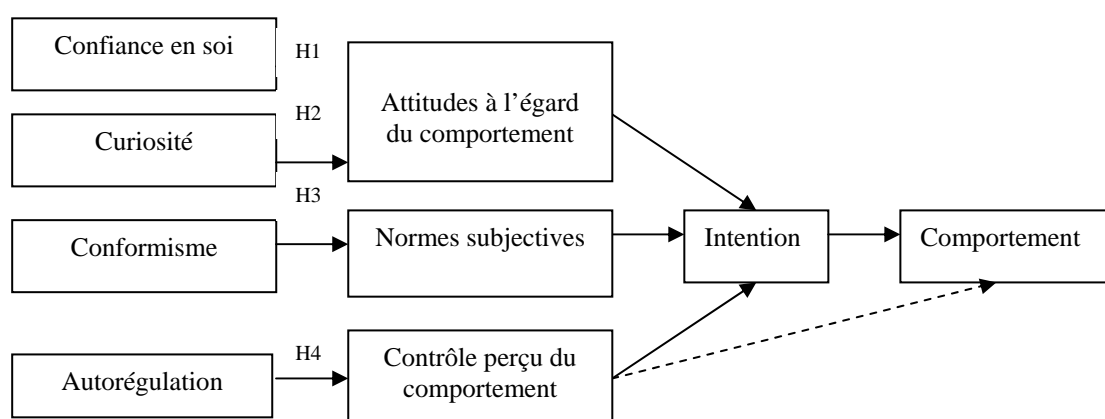 Confiance en soi
H1
Attitudes à l’égard
du comportement
H2
Curiosité
H3
Conformisme
Normes subjectives
Intention
Comportement
H4
Autorégulation
Contrôle perçu du
comportement